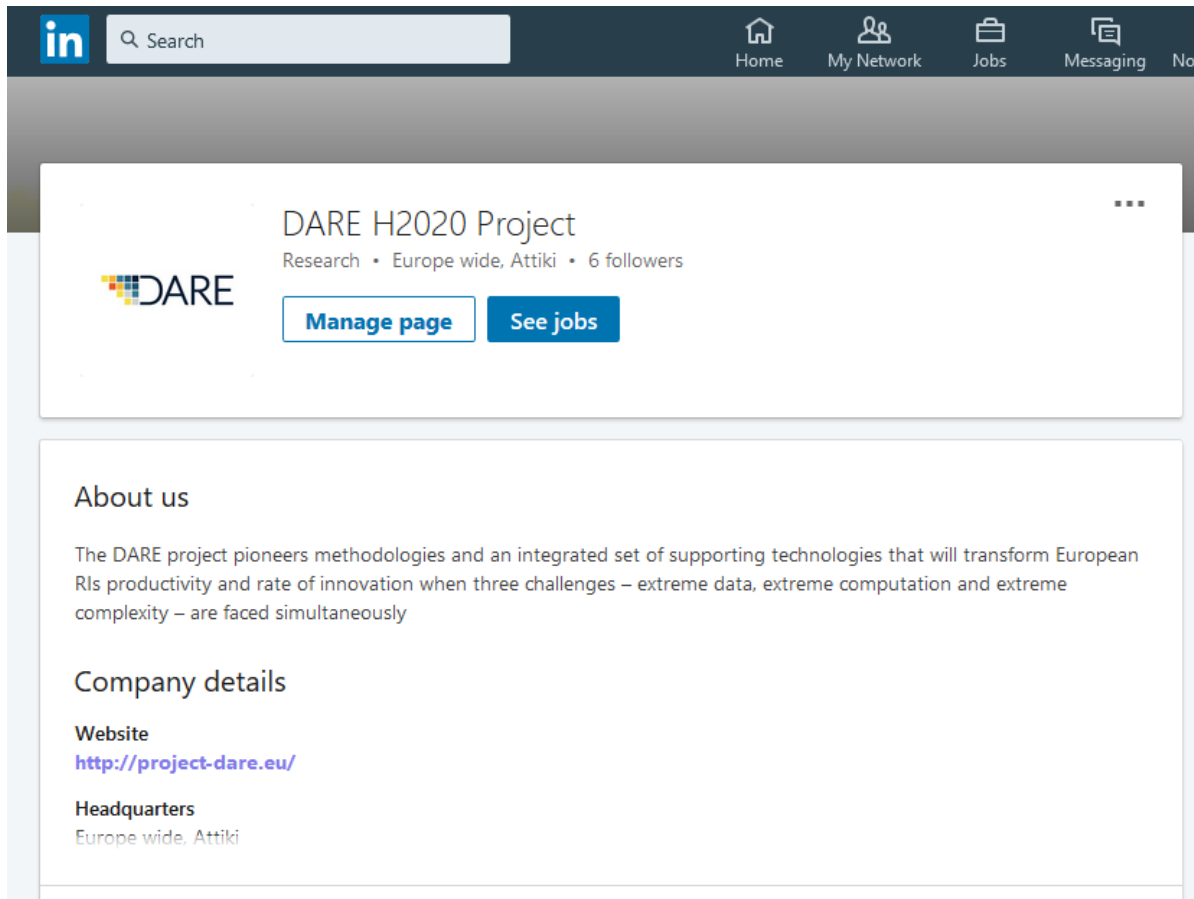 in Search
Home My Network Jobs Messaging No
DARE H2020 Project
Research • Europe wide, Attiki • 6 followers
DARE
Manage page See jobs
About us
The DARE project pioneers methodologies and an integrated set of supporting technologies that will transform European
RIs productivity and rate of innovation when three challenges – extreme data, extreme computation and extreme
complexity – are faced simultaneously
Company details
Website
http://project-dare.eu/
Headquarters
Europe wide, Attiki